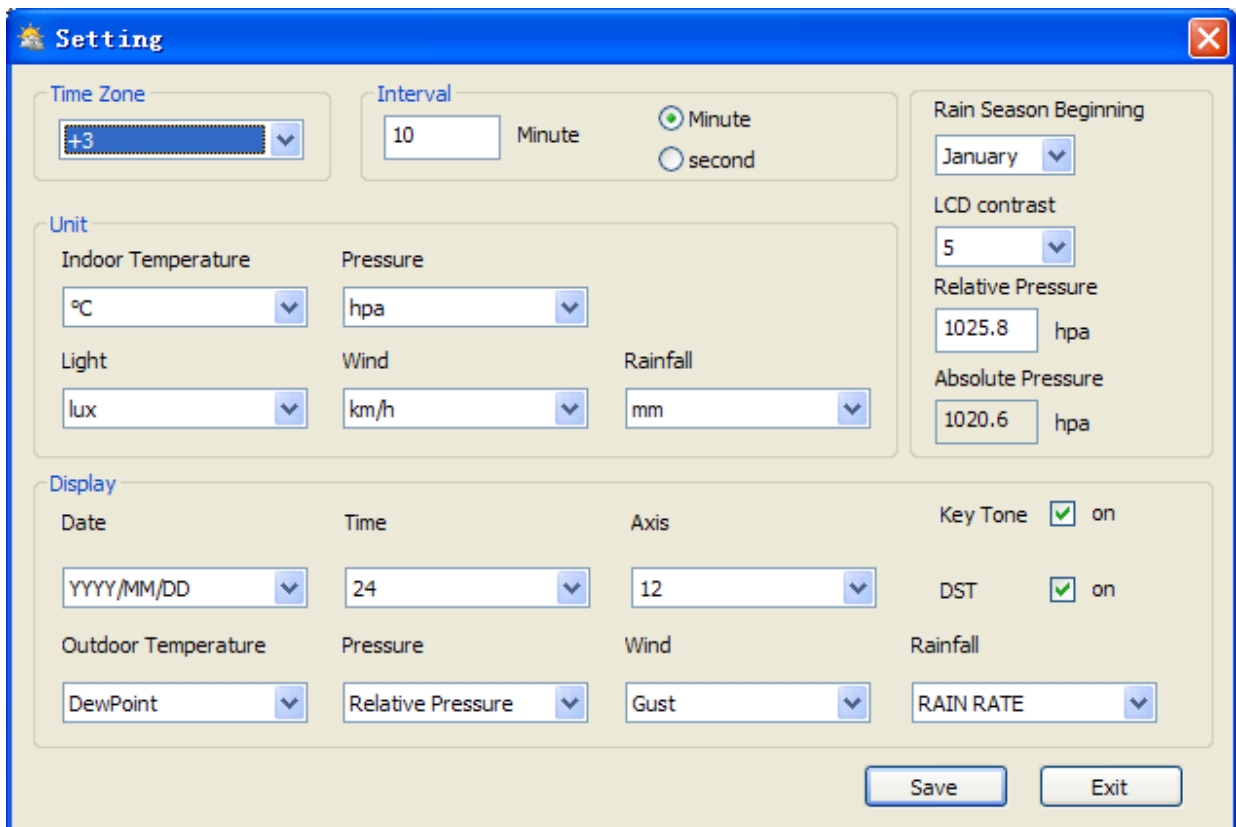 Setting
Time Zone
+3
Interval
10 Minute
Minute
second
Rain Season Beginning
January
LCD contrast
5
Relative Pressure
1025.8 hpa
Absolute Pressure
1020.6 hpa
Unit
Indoor Temperature Pressure
ºC hpa
Light Wind Rainfall
lux km/h mm
Display
Date Time Axis Key Tone on
YYYY/MM/DD 24 12 DST on
Outdoor Temperature Pressure Wind Rainfall
DewPoint Relative Pressure Gust RAIN RATE
Save Exit